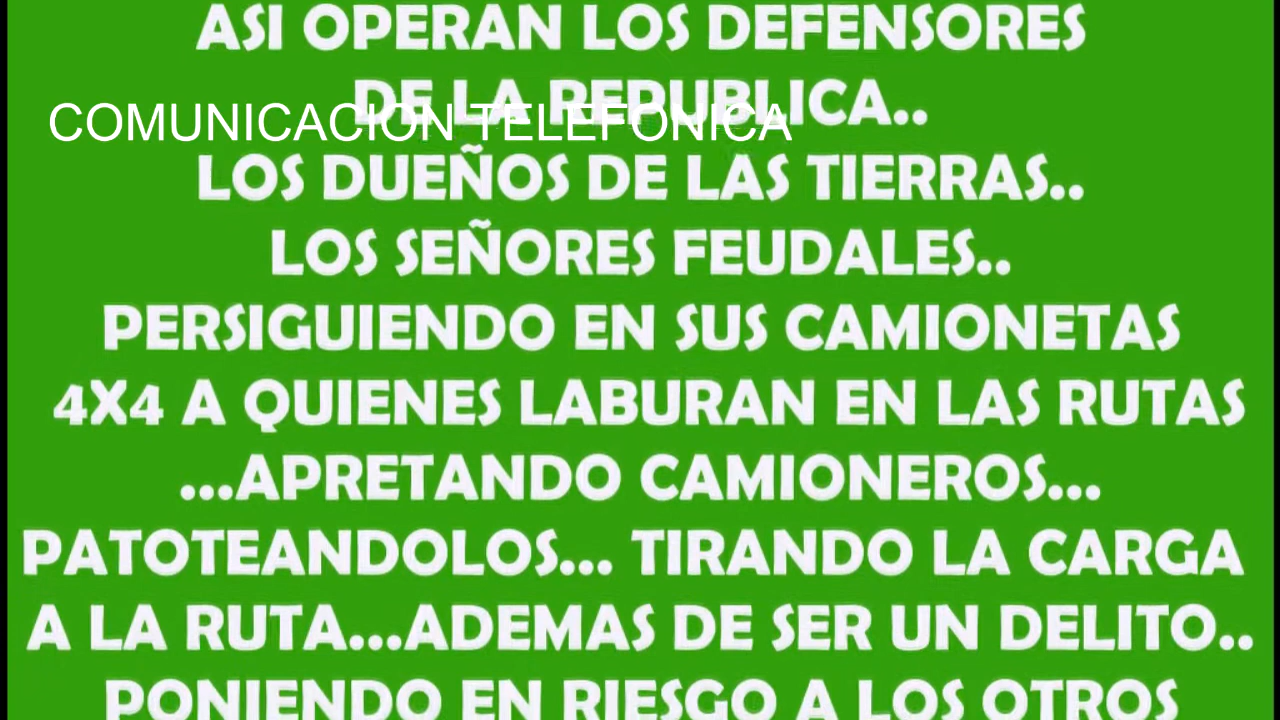 ASI OPERAN LOS DEFENSORES
DE LA REPUBLICA..
COMUNICACION TELEFONICA
LOS DUEÑOS DE LAS TIERRAS..
LOS SEÑORES FEUDALES..
PERSIGUIENDO EN SUS CAMIONETAS
4X4 A QUIENES LABURAN EN LAS RUTAS
...APRETANDO CAMIONEROS...
PATOTEANDOLOS... TIRANDO LA CARGA
A LA RUTA...ADEMAS DE SER UN DELITO..
PONIENDO EN RIESGO A LOS OTROS